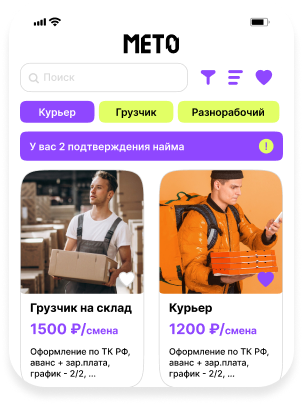 МЕТО
Поиск
Курьер
Грузчик
Разнорабочий
У вас 2 подтверждения найма
!
Грузчик на склад
1500 ₽/смена
Оформление по ТК РФ,
аванс + зар.плата,
график - 2/2, ...
Курьер
1200 ₽/смена
Оформление по ТК РФ,
аванс + зар.плата,
график - 2/2, ...